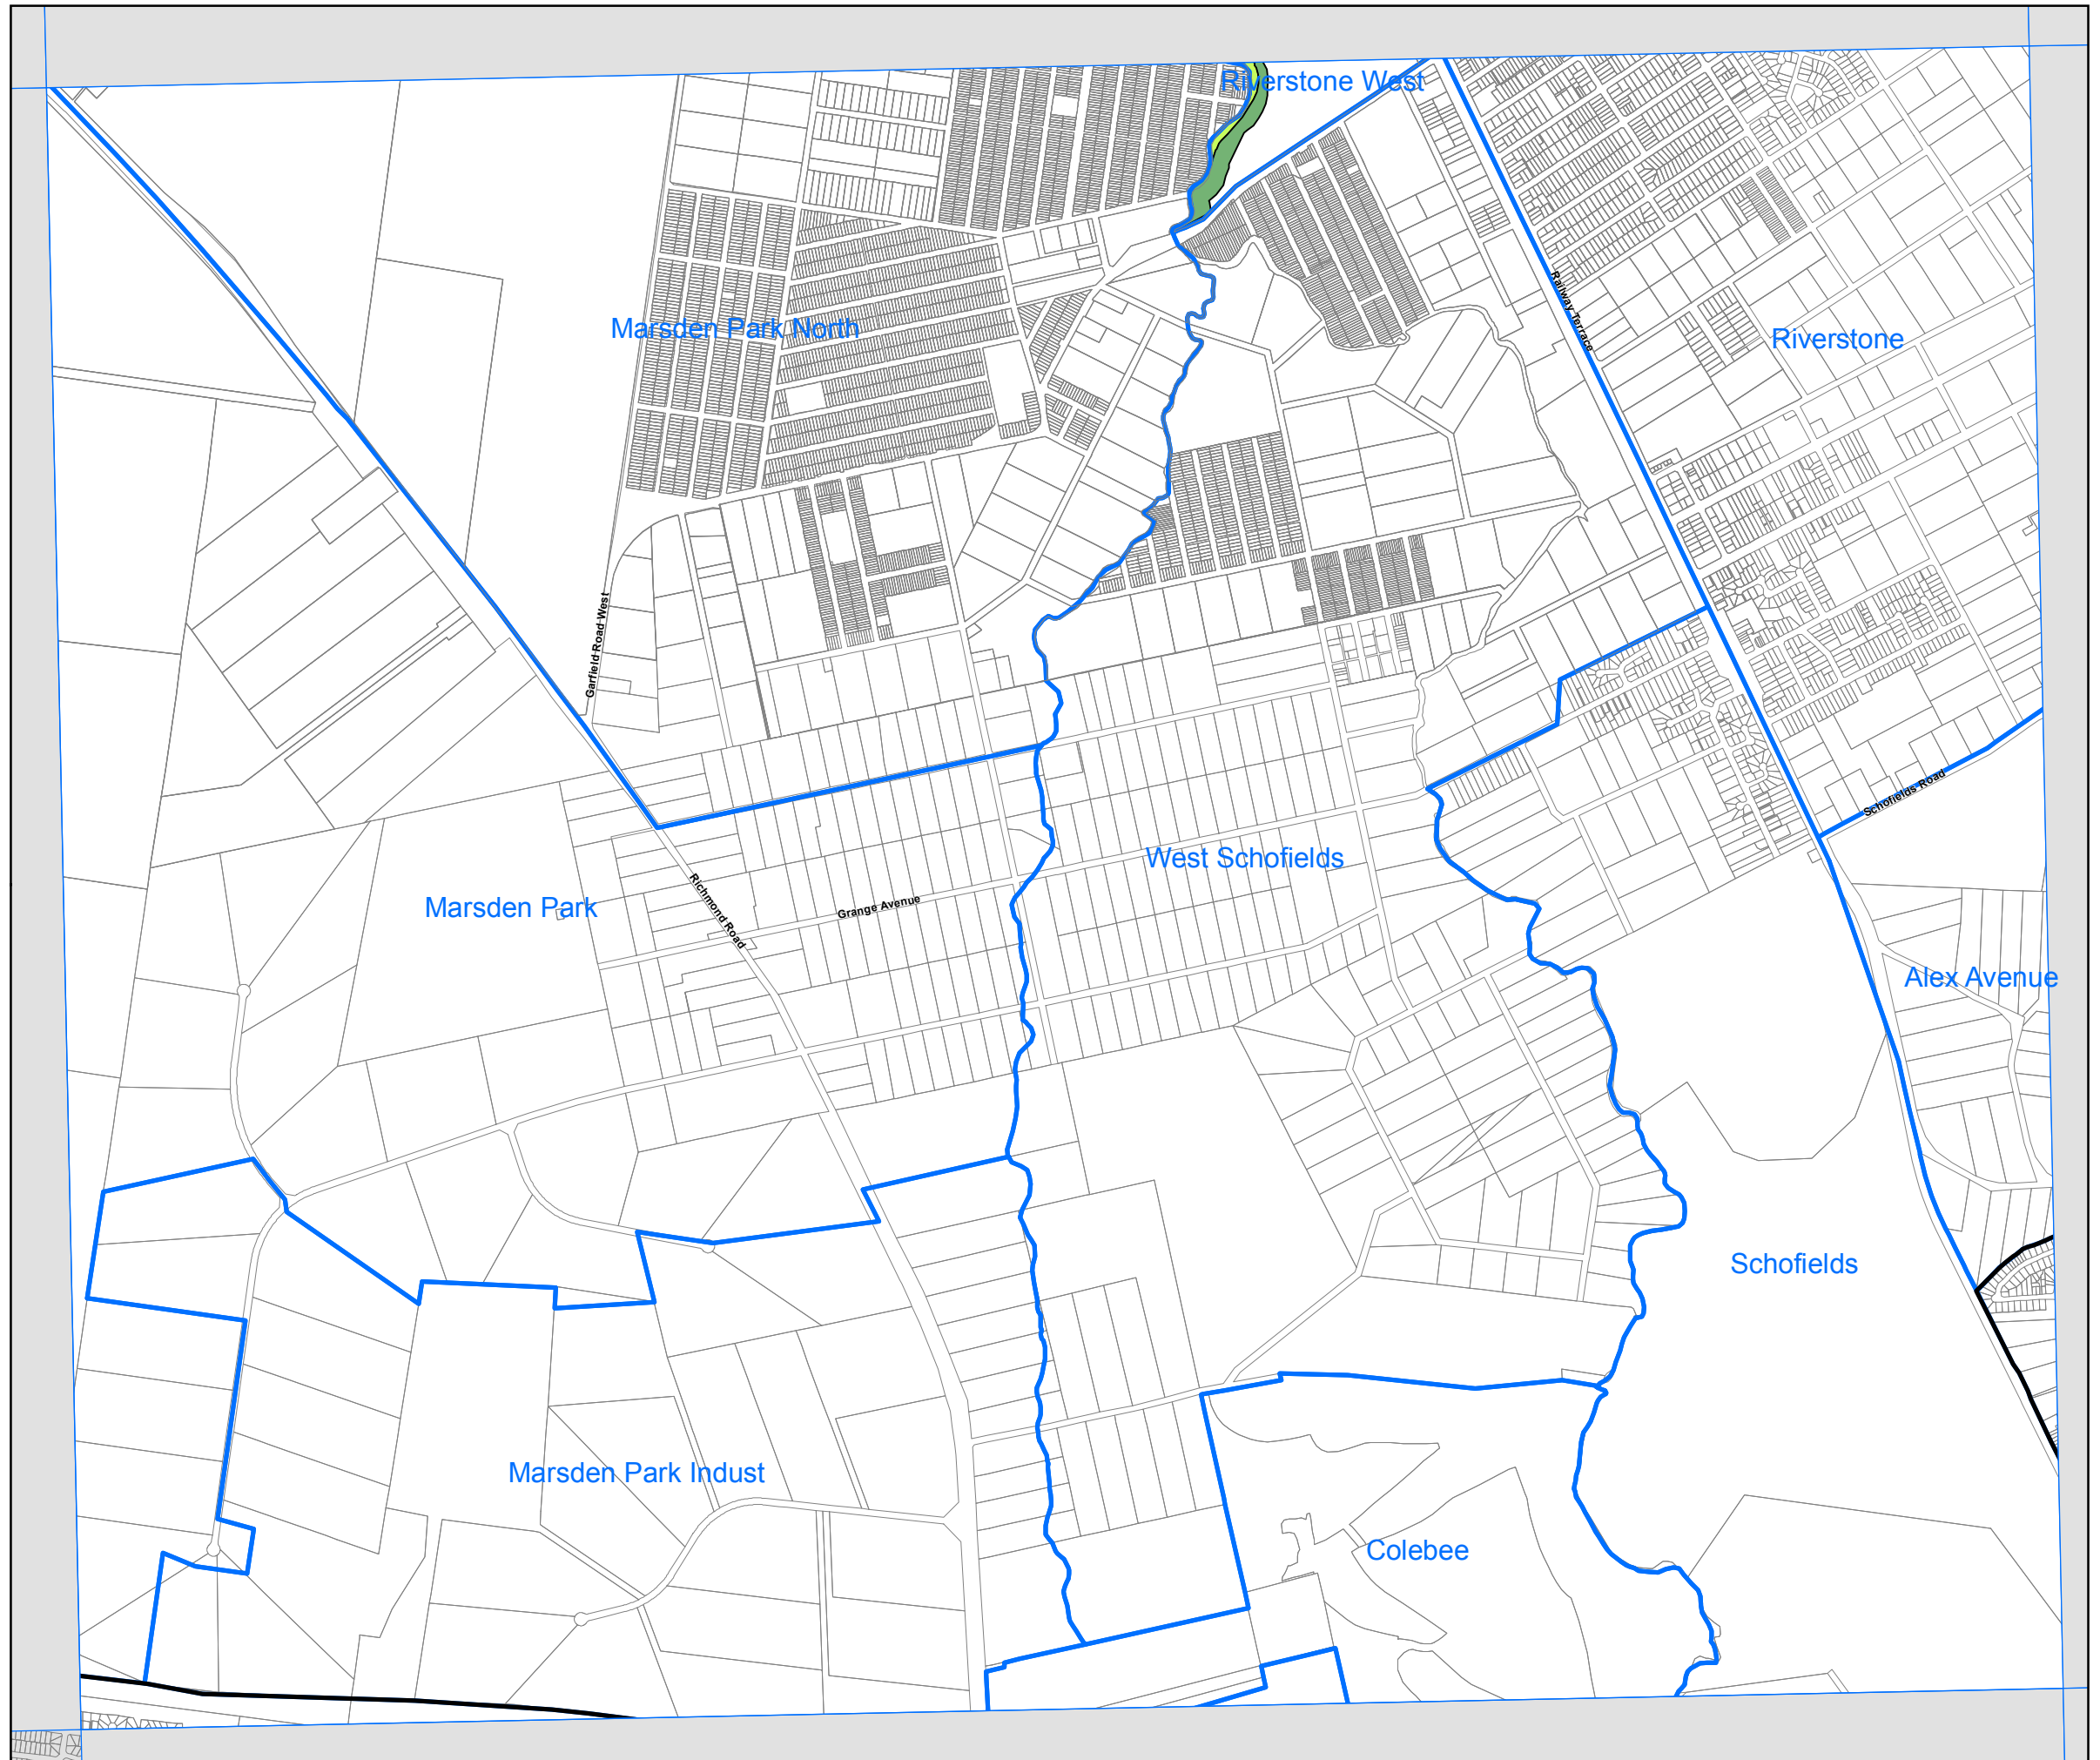 Riverstone West
Railway Terrace
Marsden Park North
Riverstone
Garfield Road West
Schofields Road
West Schofields
Marsden Park
Richmond Road
Grange Avenue
Alex Avenue
Schofields
Marsden Park Indust
Colebee